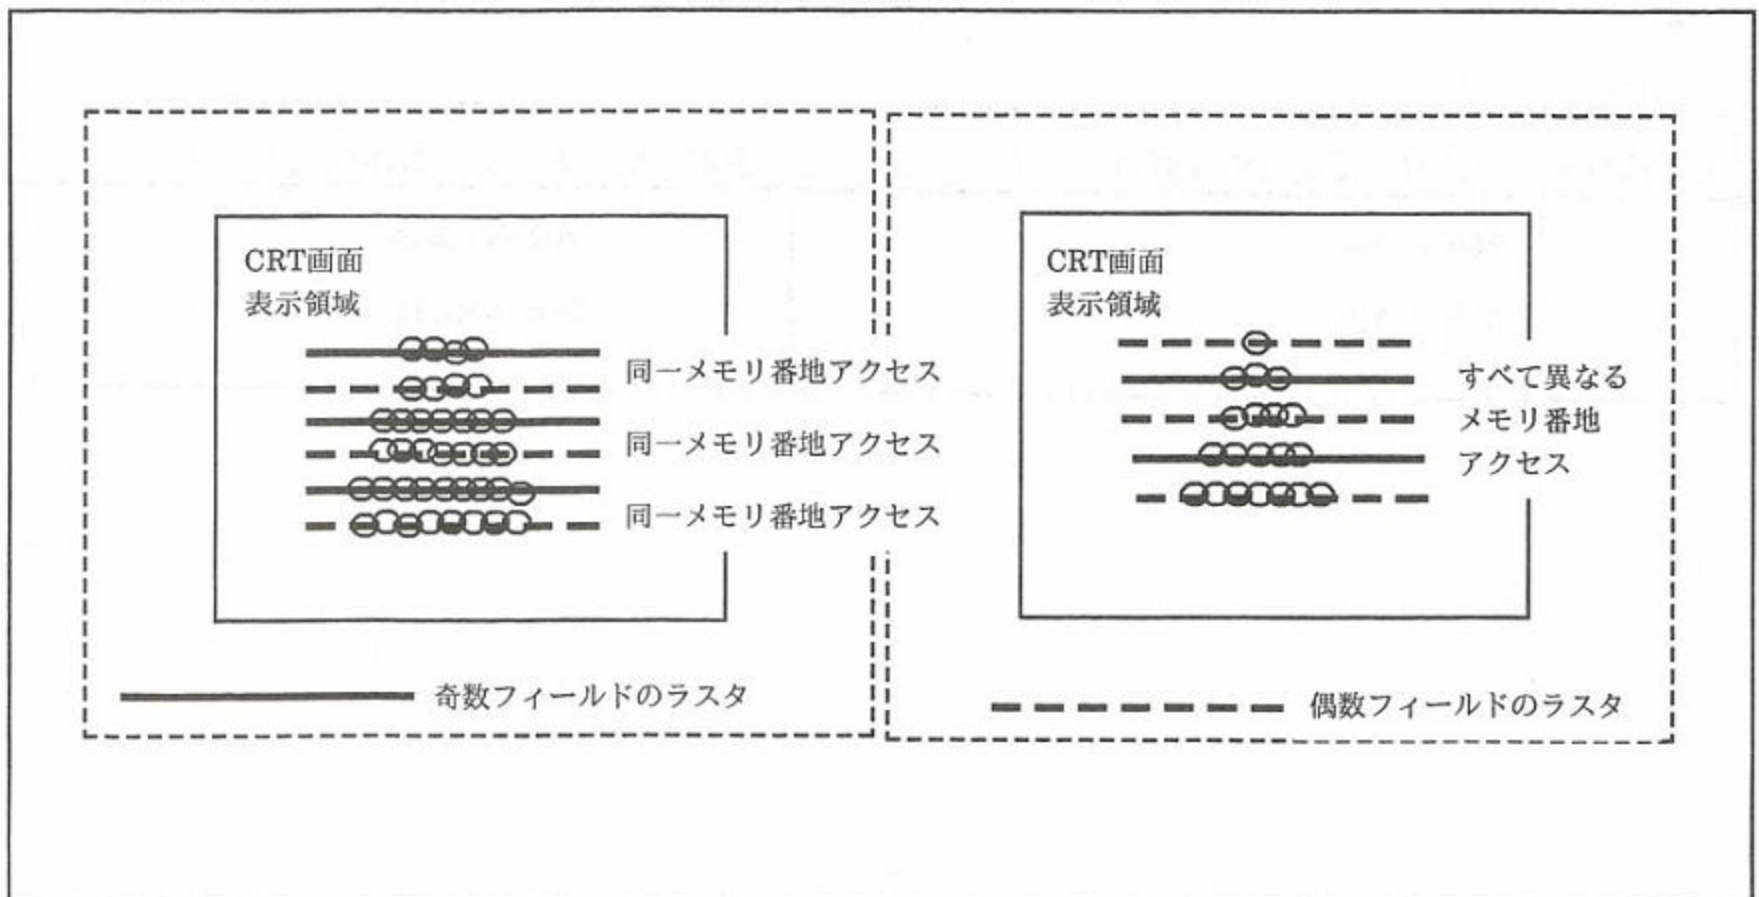 CRT画面
表示領域
同一メモリ番地アクセス
同一メモリ番地アクセス
同一メモリ番地アクセス
奇数フィールドのラスタ
CRT画面
表示領域
すべて異なる
メモリ番地
アクセス
偶数フィールドのラスタ